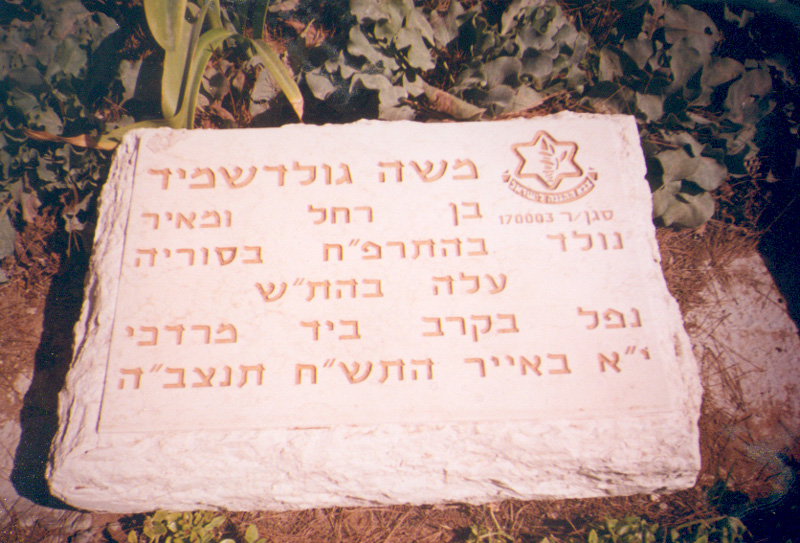 משה גולדשמיד
סגן/ר 170003
בן רחל ומאיר
נולד בהתרפ״ח בסוריה
עלה בהת״ש
נפל בקרב ביד מרדכי
י״א באייר התש״ח תנצב״ה